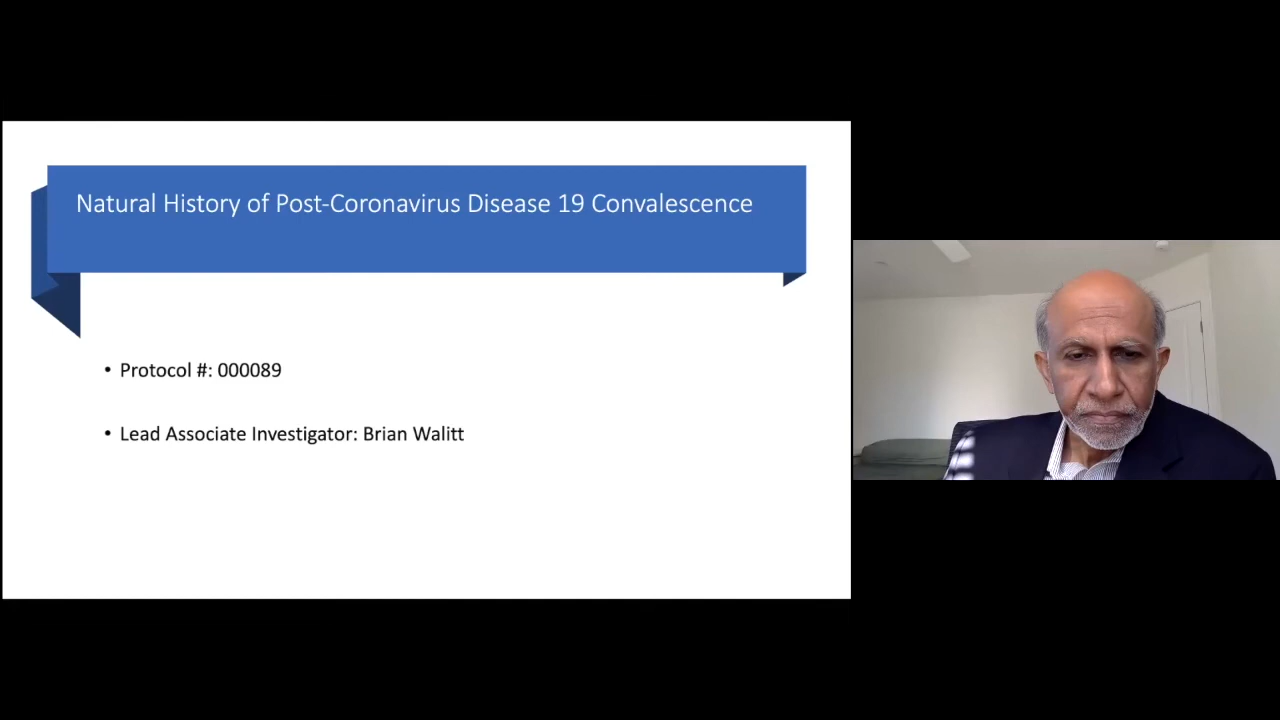 Natural History of Post-Coronavirus Disease 19 Convalescence
• Protocol #: 000089
• Lead Associate Investigator: Brian Walitt